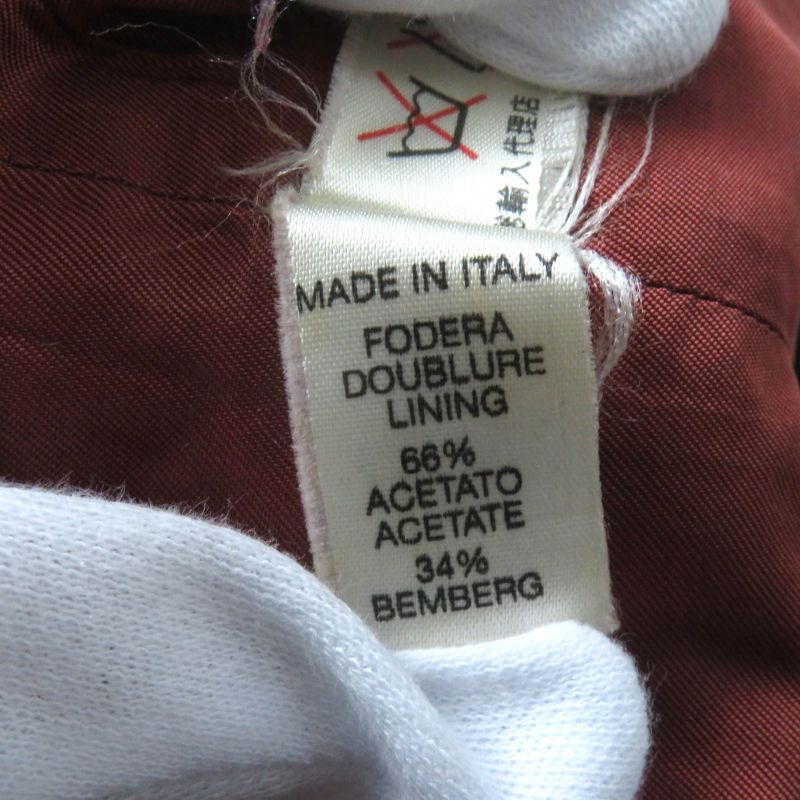 輸入代理店
MADE IN ITALY
FODERA
DOUBLURE
LINING
66%
ACETATO
ACETATE
34%
BEMBERG